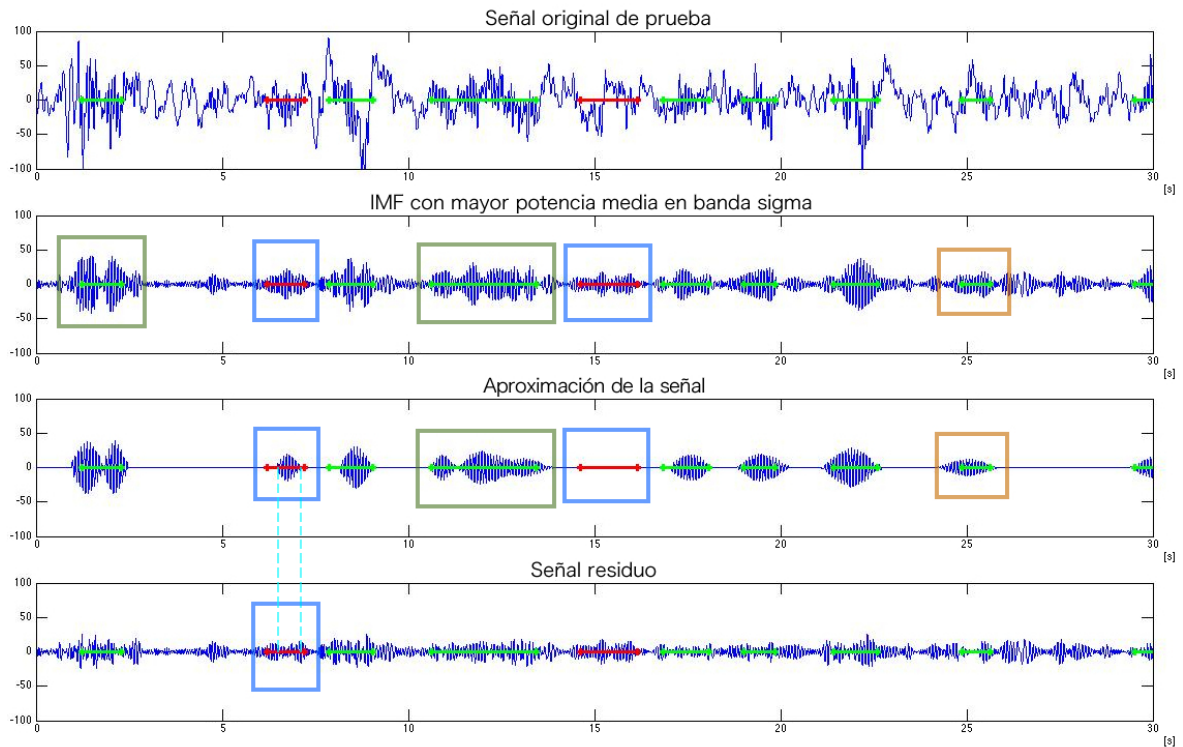 Señal original de prueba
100
50
0
-50
-100
0 5 10 15 20 25 30
[s]
IMF con mayor potencia media en banda sigma
100
50
0
-50
-100
0 5 10 15 20 25 30
[s]
Aproximación de la señal
100
50
0
-50
-100
0 5 10 15 20 25 30
[s]
Señal residuo
100
50
0
-50
-100
0 5 10 15 20 25 30
[s]